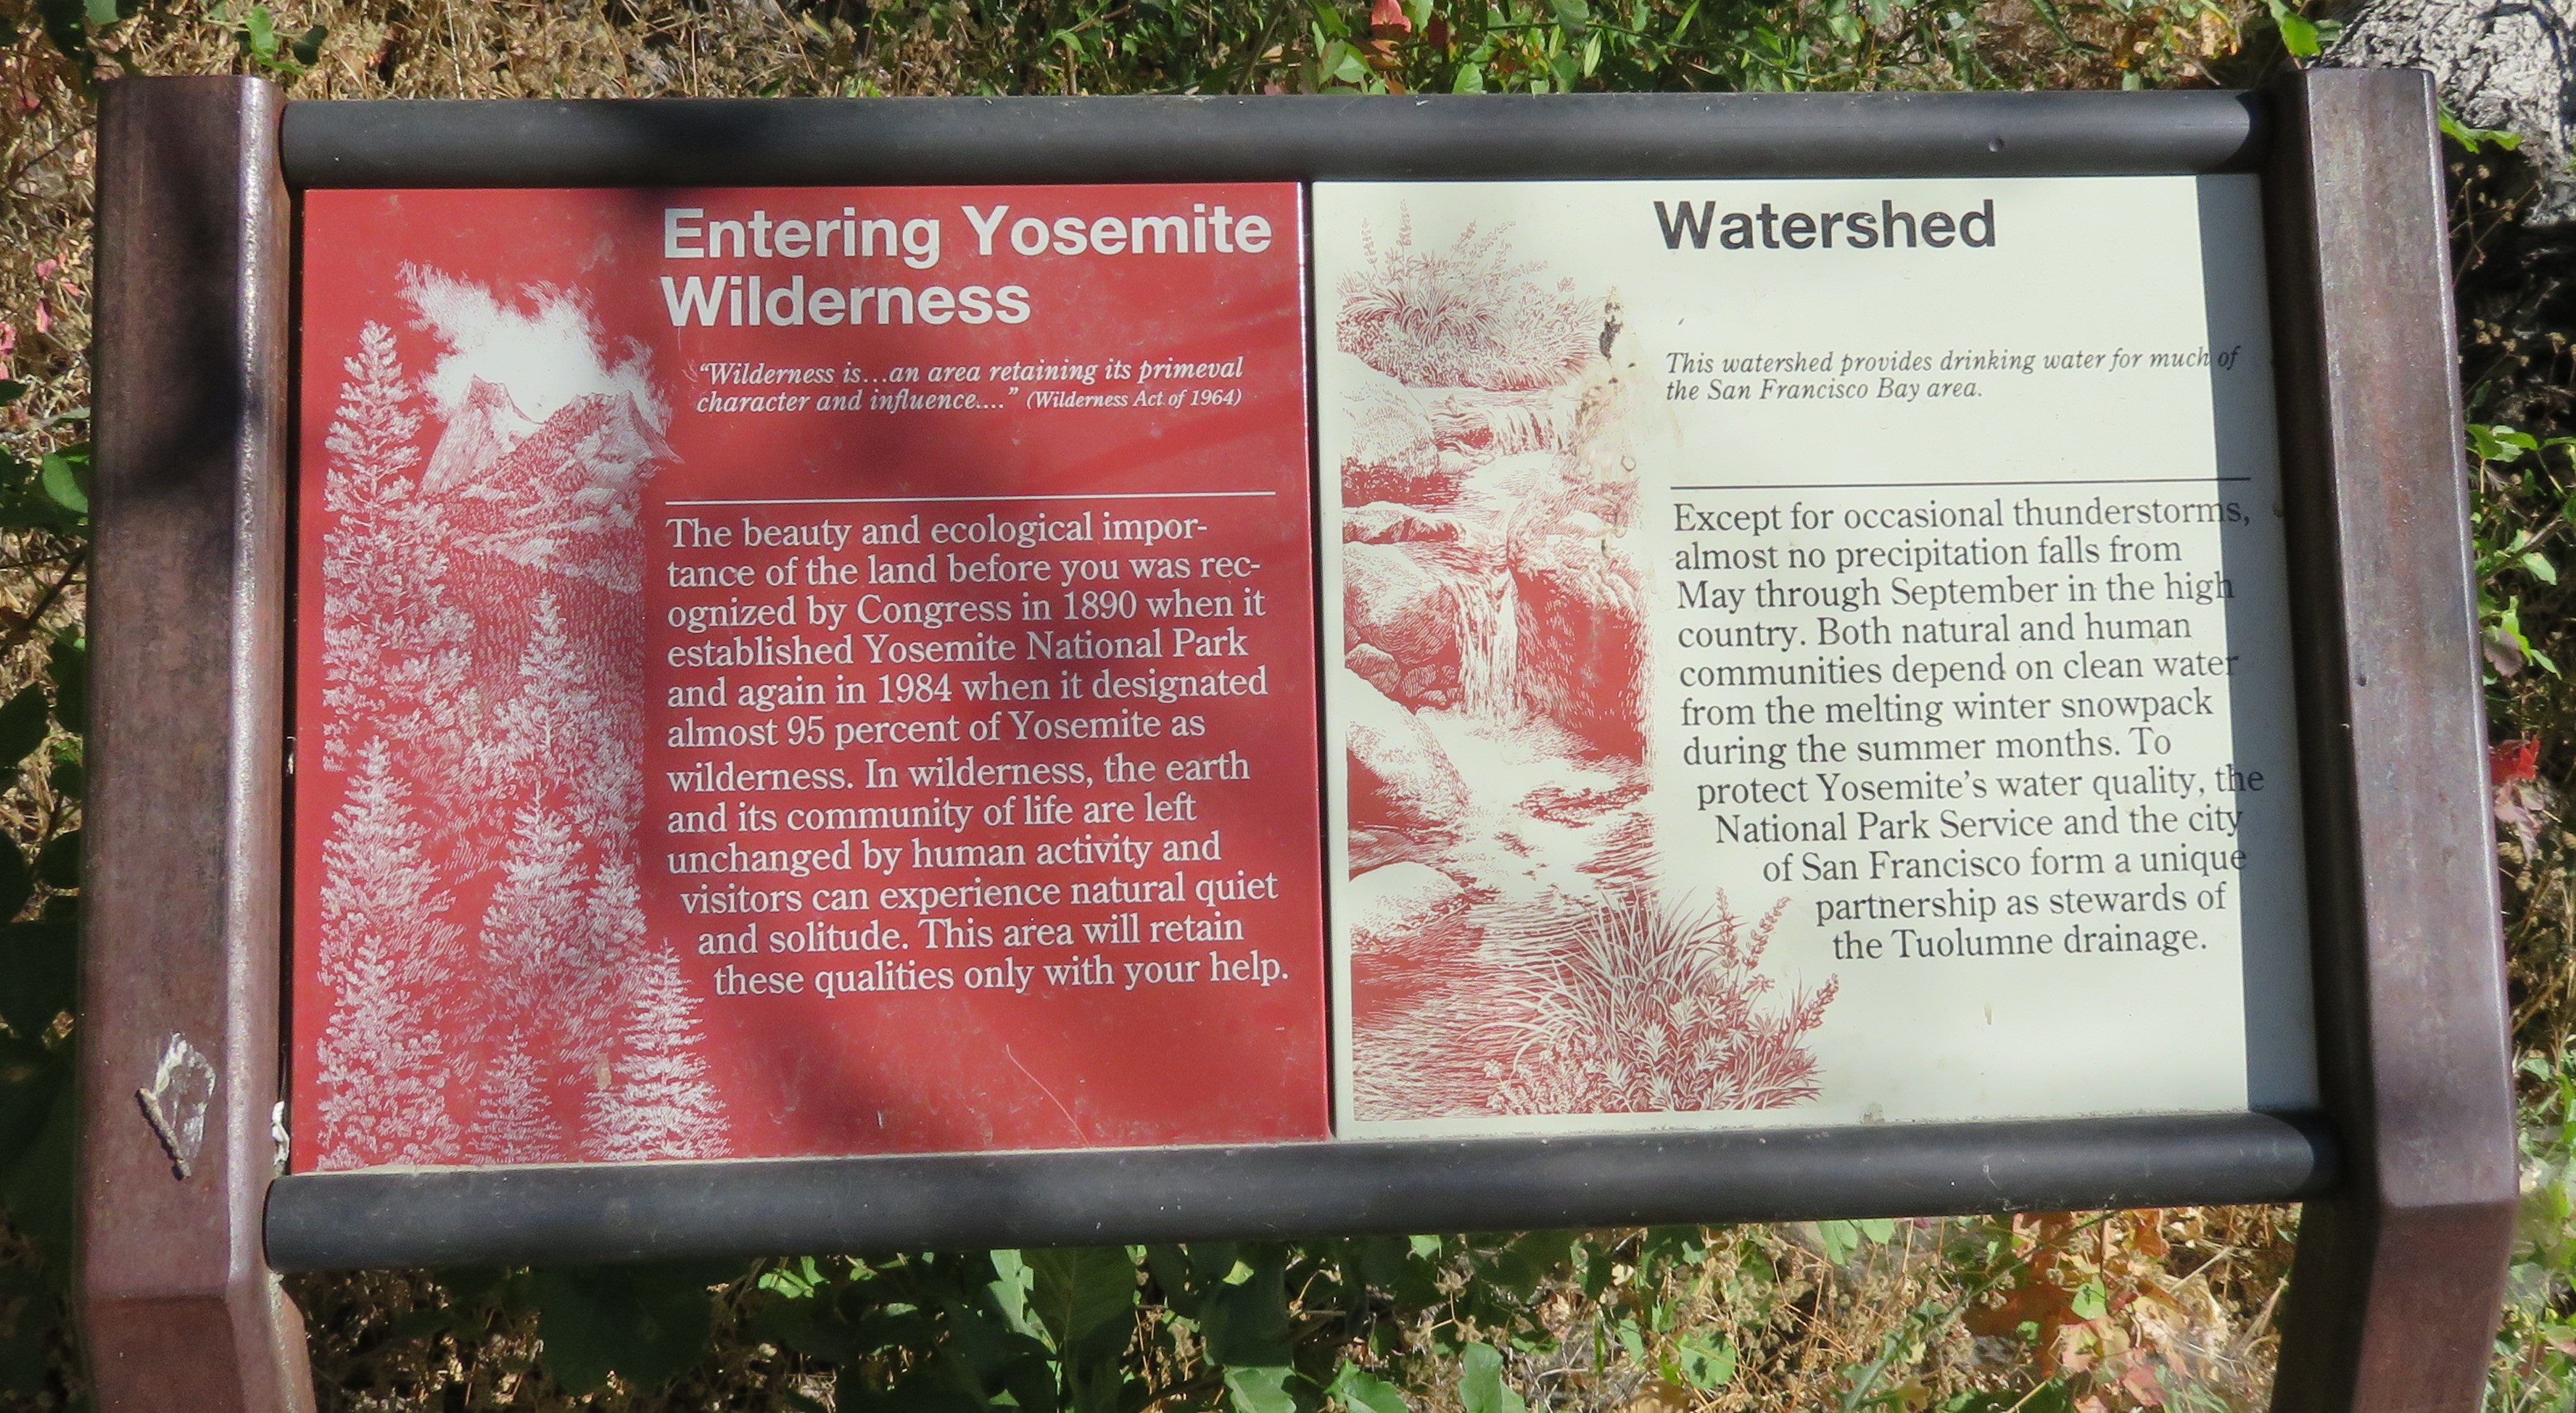 Entering Yosemite
Wilderness
“Wilderness is...an area retaining its primeval
character and influence....” (Wilderness Act of 1964)
The beauty and ecological impor-
tance of the land before you was rec-
ognized by Congress in 1890 when it
established Yosemite National Park
and again in 1984 when it designated
almost 95 percent of Yosemite as
wilderness. In wilderness, the earth
and its community of life are left
unchanged by human activity and
visitors can experience natural quiet
and solitude. This area will retain
these qualities only with your help.
Watershed
This watershed provides drinking water for much of
the San Francisco Bay area.
Except for occasional thunderstorms,
almost no precipitation falls from
May through September in the high
country. Both natural and human
communities depend on clean water
from the melting winter snowpack
during the summer months. To
protect Yosemite’s water quality, the
National Park Service and the city
of San Francisco form a unique
partnership as stewards of
the Tuolumne drainage.